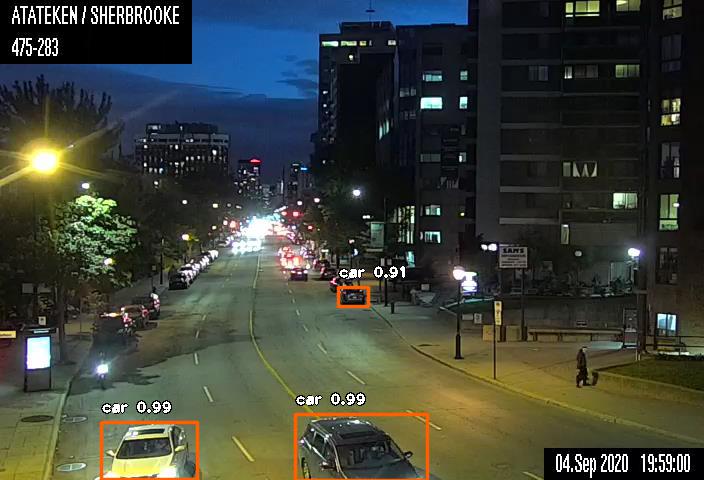 ATATEKEN / SHERBROOKE
475-283
car 0.91
car 0.99
car 0.99
04.Sep 2020 19:59:00